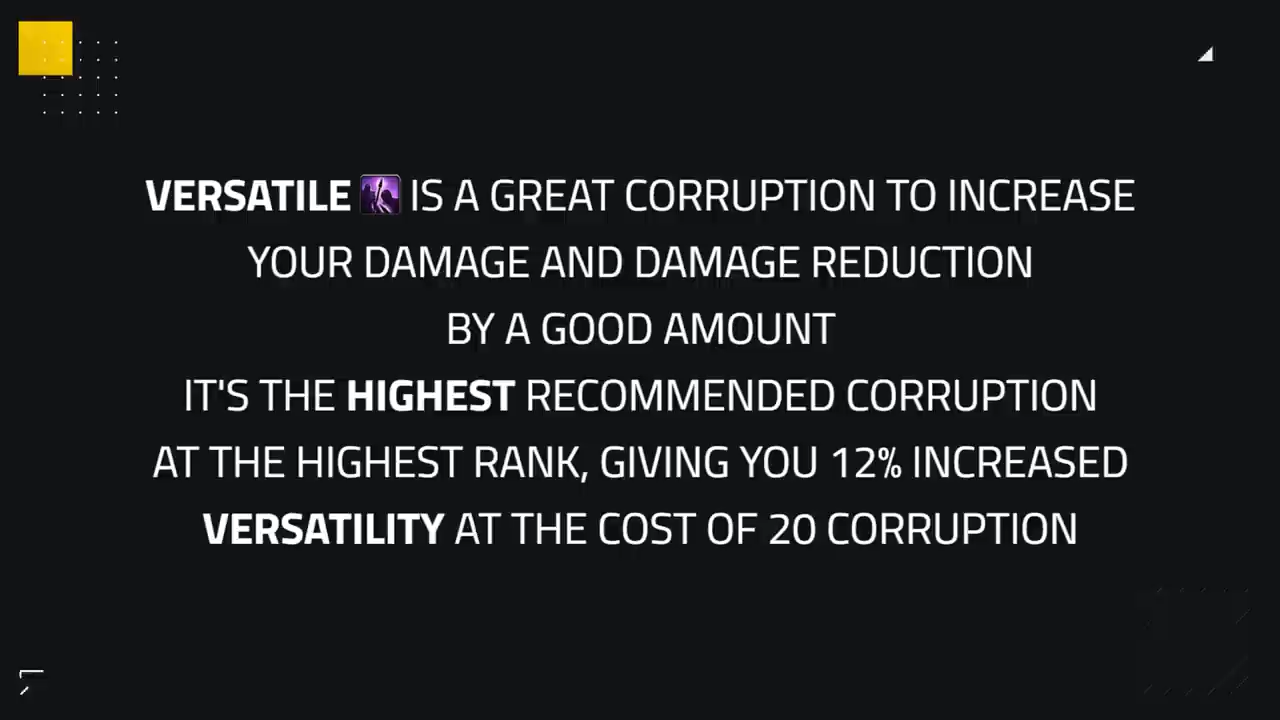 VERSATILE IS A GREAT CORRUPTION TO INCREASE
YOUR DAMAGE AND DAMAGE REDUCTION
BY A GOOD AMOUNT
IT'S THE HIGHEST RECOMMENDED CORRUPTION
AT THE HIGHEST RANK, GIVING YOU 12% INCREASED
VERSATILITY AT THE COST OF 20 CORRUPTION